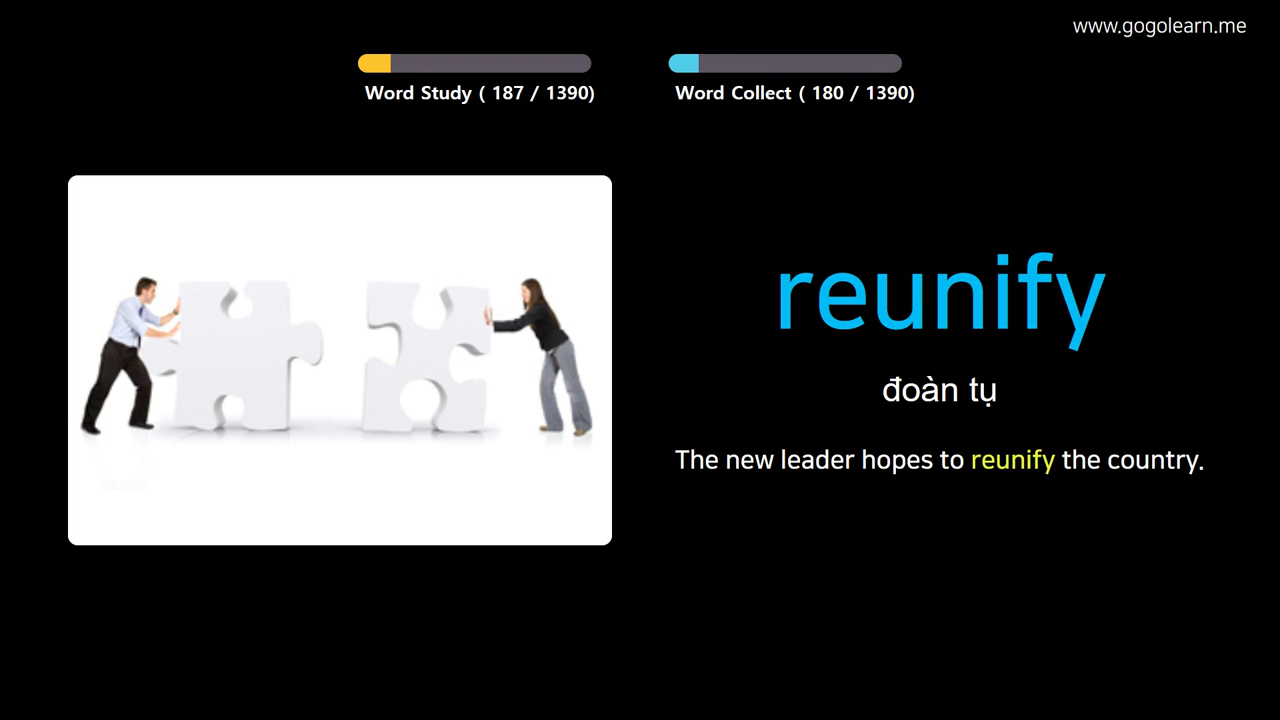 www.gogolearn.me
Word Study ( 187 / 1390)
Word Collect ( 180 / 1390)
reunify
đoàn tụ
The new leader hopes to reunify the country.